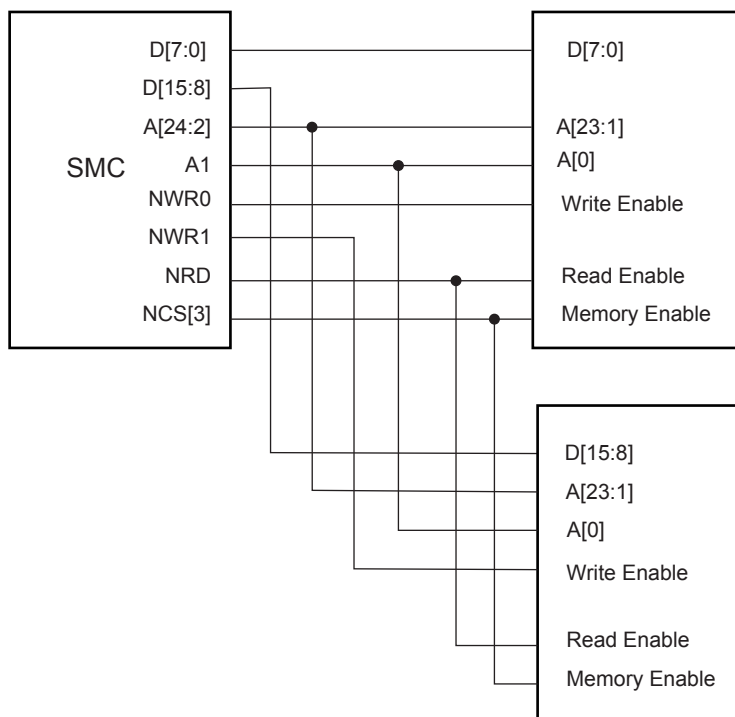 SMC
D[7:0]
D[15:8]
A[24:2]
A1
NWR0
NWR1
NRD
NCS[3]
D[7:0]
A[23:1]
A[0]
Write Enable
Read Enable
Memory Enable
D[15:8]
A[23:1]
A[0]
Write Enable
Read Enable
Memory Enable